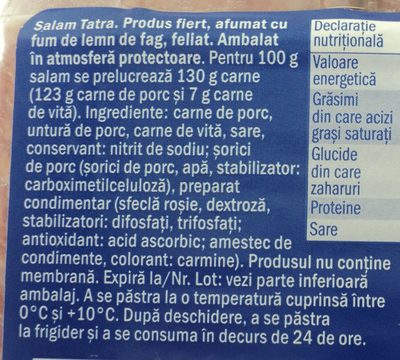 Salam Tatra. Produs fiert, afumat cu
fum de lemn de fag, feliat. Ambalat
în atmosferă protectoare. Pentru 100 g
salam se prelucrează 130 g carne
(123 g carne de porc și 7 g carne
de vită). Ingrediente: carne de porc,
untură de porc, carne de vită, sare,
conservant: nitrit de sodiu; șorici
de porc (șorici de porc, apă, stabilizator:
carboximetilceluloză), preparat
condimentar (sfeclă roșie, dextroză,
stabilizatori: difosfați, trifosfați;
antioxidant: acid ascorbic; amestec de
condimente, colorant: carmine). Produsul nu conține
membrană. Expiră la/Nr. Lot: vezi parte inferioară
ambalaj. A se păstra la o temperatură cuprinsă între
0°C și +10°C. După deschidere, a se păstra
la frigider și a se consuma în decurs de 24 de ore.
Declarație
nutrițională
Valoare
energetică
Grăsimi
din care acizi
grași saturați
Glucide
din care
zaharuri
Proteine
Sare